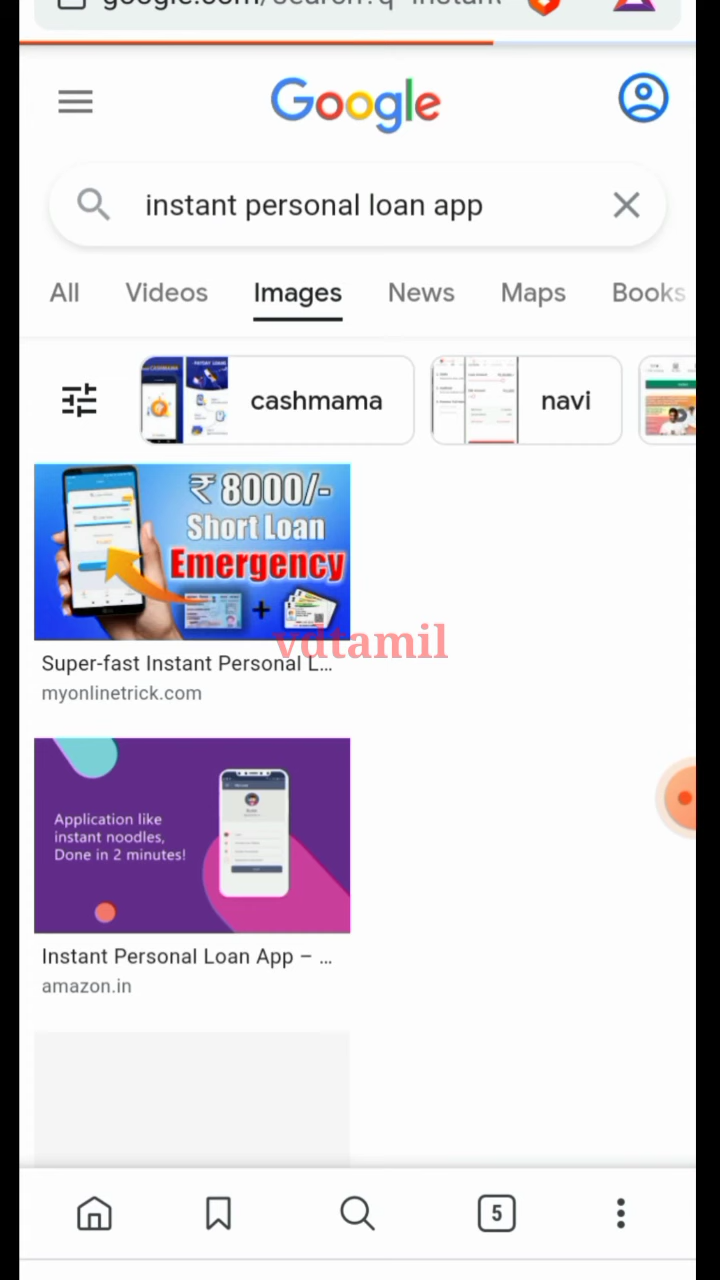 Google
instant personal loan app
All Videos Images News Maps Books
cashmama
navi
₹ 8000/-
Short Loan
Emergency
+
vdtamil
Super-fast Instant Personal L...
myonlinetrick.com
Application like
instant noodles,
Done in 2 minutes!
Instant Personal Loan App – ...
amazon.in
5